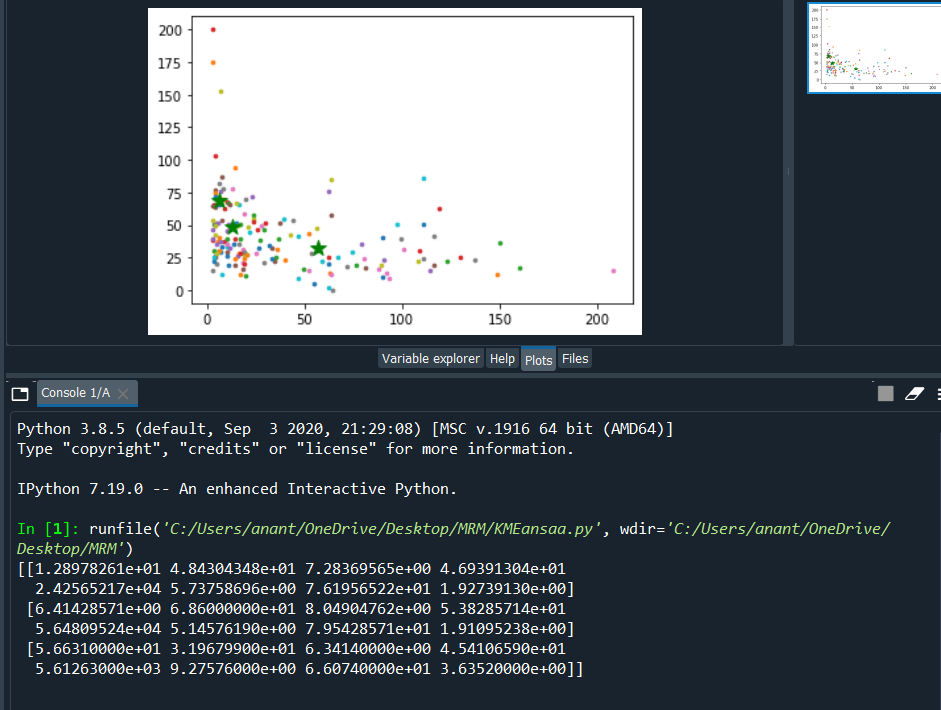 200
175
150
125
100
75
50
25
0
0 50 100 150 200
Variable explorer Help Plots Files
Console 1/A
Python 3.8.5 (default, Sep  3 2020, 21:29:08) [MSC v.1916 64 bit (AMD64)]
Type "copyright", "credits" or "license" for more information.
IPython 7.19.0 -- An enhanced Interactive Python.
In [1]: runfile('C:/Users/anant/OneDrive/Desktop/MRM/KMEansaa.py', wdir='C:/Users/anant/OneDrive/
Desktop/MRM')
[[1.28978261e+01 4.84304348e+01 7.28369565e+00 4.69391304e+01
2.42565217e+04 5.73758696e+00 7.61956522e+01 1.92739130e+00]
[6.41428571e+00 6.86000000e+01 8.04904762e+00 5.38285714e+01
5.64809524e+04 5.14576190e+00 7.95428571e+01 1.91095238e+00]
[5.66310000e+01 3.19679900e+01 6.34140000e+00 4.54106590e+01
5.61263000e+03 9.27576000e+00 6.60740000e+01 3.63520000e+00]]